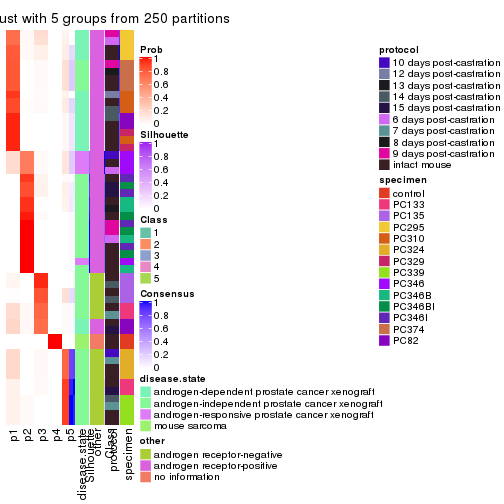 ust with 5 groups from 250 partitions
Prob
1
0.8
0.6
0.4
0.2
0
Silhouette
1
0.8
0.6
0.4
0.2
0
Class
1
2
3
4
5
Consensus
1
0.8
0.6
0.4
0.2
0
disease.state
androgen-dependent prostate cancer xenograft
androgen-independent prostate cancer xenograft
androgen-responsive prostate cancer xenograft
mouse sarcoma
other
androgen receptor-negative
androgen receptor-positive
no information
protocol
10 days post-castration
12 days post-castration
13 days post-castration
14 days post-castration
15 days post-castration
6 days post-castration
7 days post-castration
8 days post-castration
9 days post-castration
intact mouse
specimen
control
PC133
PC135
PC295
PC310
PC324
PC329
PC339
PC346
PC346B
PC346BI
PC346I
PC374
PC82
p1
p2
p3
p4
p5
disease.state
Silhouette
other
Class
protocol
specimen